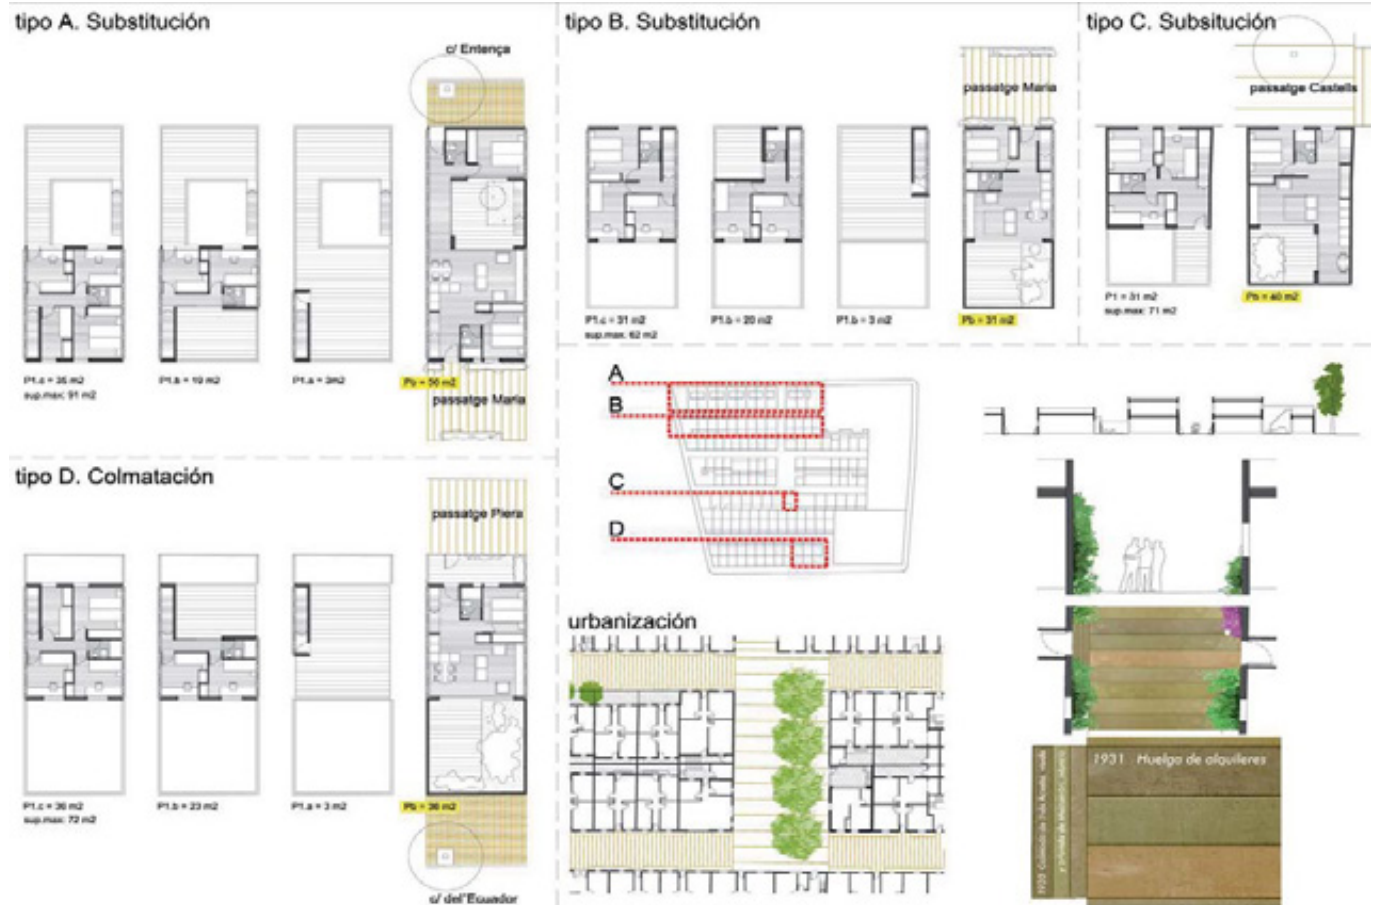 tipo A. Substitución
c/ Entença
P1.c = 35 m2
sup.max: 91 m2
P1.b = 19 m2
P1.a = 3m2
Pb = 56 m2
passatge Maria
tipo B. Substitución
passatge Maria
P1.c = 31 m2
sup.max: 62 m2
P1.b = 20 m2
P1.b = 3 m2
Pb = 31 m2
tipo C. Subsitución
passatge Castells
P1 = 31 m2
sup.max: 71 m2
Pb = 40 m2
tipo D. Colmatación
passatge Piera
P1.c = 36 m2
sup.max: 72 m2
P1.b = 23 m2
P1.a = 3 m2
Pb = 36 m2
c/ del'Ecuador
A
B
C
D
urbanización
1931 Huelga de alquileres